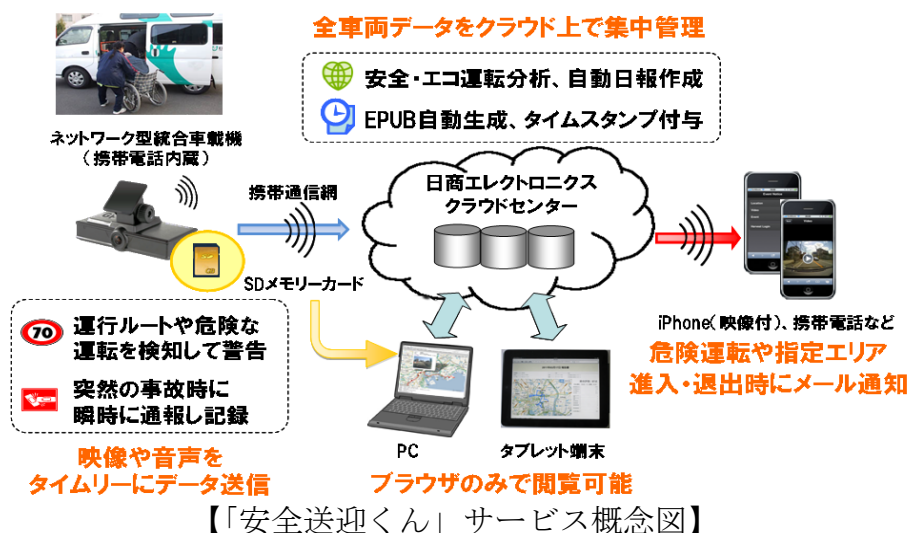 全車両データをクラウド上で集中管理
安全・エコ運転分析、自動日報作成
EPUB自動生成、タイムスタンプ付与
ネットワーク型統合車載機
（携帯電話内蔵）
携帯通信網
日商エレクトロニクス
クラウドセンター
SDメモリーカード
70
運行ルートや危険な
運転を検知して警告
突然の事故時に
瞬時に通報し記録
映像や音声を
タイムリーにデータ送信
PC
タブレット端末
ブラウザのみで閲覧可能
iPhone（映像付）、携帯電話など
危険運転や指定エリア
進入・退出時にメール通知
【「安全送迎くん」サービス概念図】